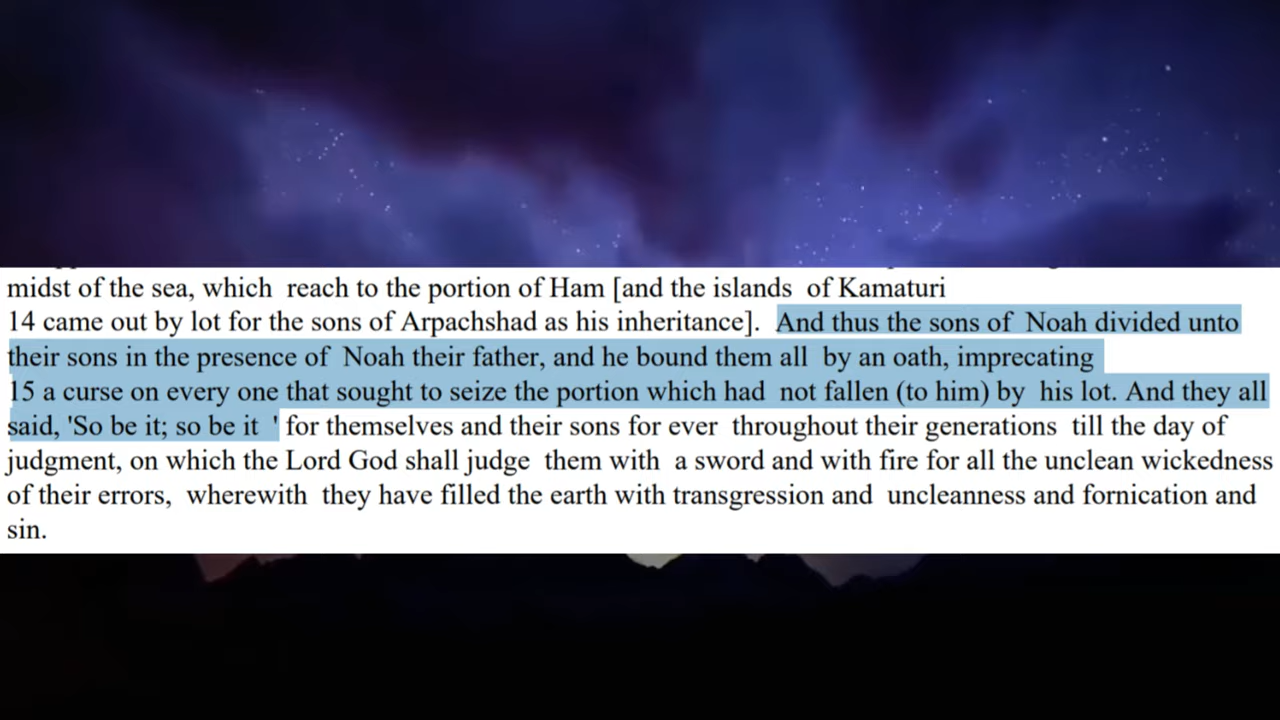 midst of the sea, which reach to the portion of Ham [and the islands of Kamaturi
14 came out by lot for the sons of Arpachshad as his inheritance]. And thus the sons of Noah divided unto
their sons in the presence of Noah their father, and he bound them all by an oath, imprecating
15 a curse on every one that sought to seize the portion which had not fallen (to him) by his lot. And they all
said, 'So be it; so be it ' for themselves and their sons for ever throughout their generations till the day of
judgment, on which the Lord God shall judge them with a sword and with fire for all the unclean wickedness
of their errors, wherewith they have filled the earth with transgression and uncleanness and fornication and
sin.